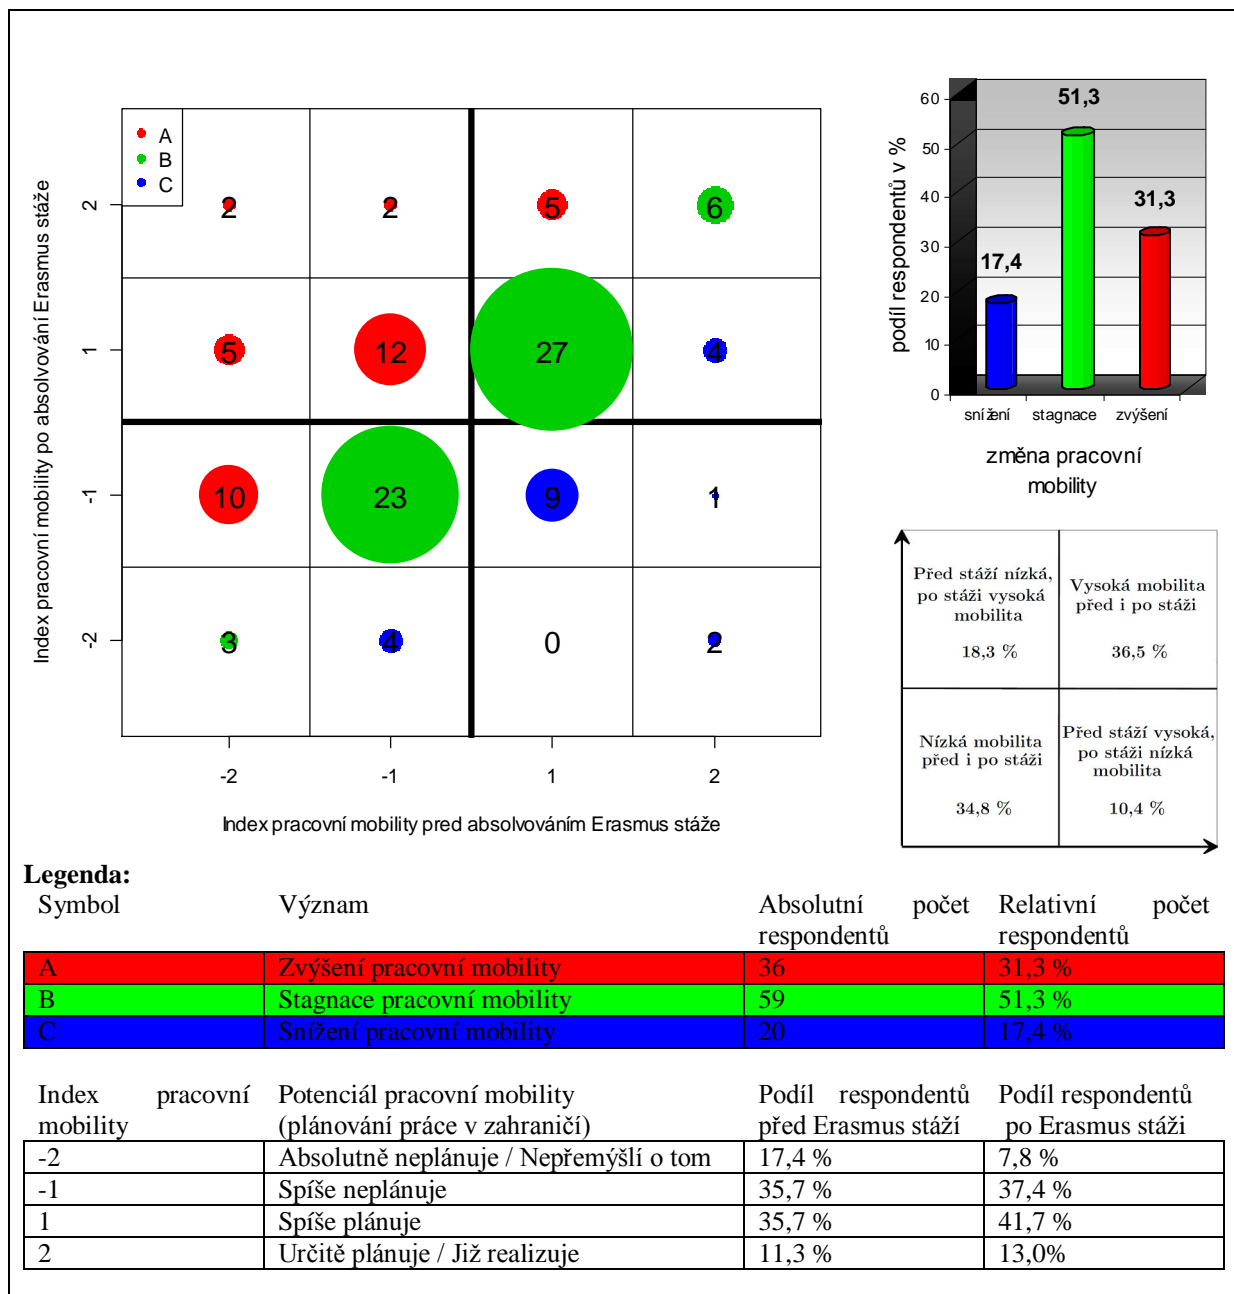 A
B
C
Index pracovní mobility po absolvování Erasmus stáže
2
1
-1
-2
2 2 5 6
5 12 27 4
10 23 9 1
3 4 0 2
-2 -1 1 2
Index pracovní mobility pred absolvováním Erasmus stáže
podíl respondentů v %
60
50
40
30
20
10
0
17,4
51,3
31,3
snížení stagnace zvýšení
změna pracovní
mobility
Před stáží nízká,
po stáži vysoká
mobilita
18,3 %
Vysoká mobilita
před i po stáži
36,5 %
Nízká mobilita
před i po stáži
34,8 %
Před stáží vysoká,
po stáži nízká
mobilita
10,4 %
Legenda:
Symbol Význam Absolutní počet respondentů Relativní počet respondentů
A Zvýšení pracovní mobility 36 31,3 %
B Stagnace pracovní mobility 59 51,3 %
C Snížení pracovní mobility 20 17,4 %
Index pracovní mobility Potenciál pracovní mobility (plánování práce v zahraničí) Podíl respondentů před Erasmus stáží Podíl respondentů po Erasmus stáži
-2 Absolutně neplánuje / Nepřemýšlí o tom 17,4 % 7,8 %
-1 Spíše neplánuje 35,7 % 37,4 %
1 Spíše plánuje 35,7 % 41,7 %
2 Určitě plánuje / Již realizuje 11,3 % 13,0%